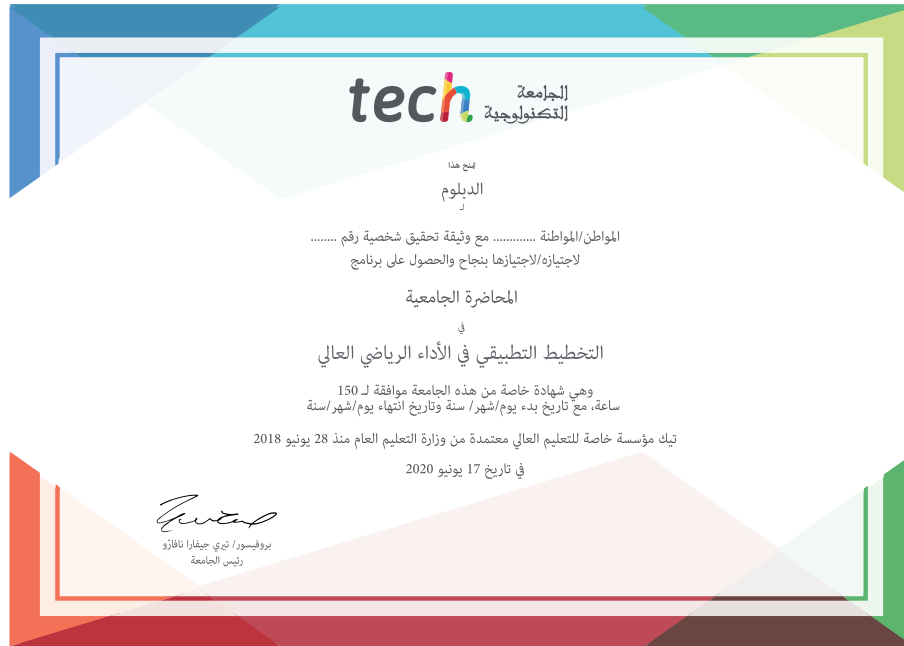 tech الجامعة
التكنولوجية
يمنح هذا
الدبلوم
لـ
المواطن/المواطنة ............. مع وثيقة تحقيق شخصية رقم ........
لاجتيازه/لاجتيازها بنجاح والحصول على برنامج
المحاضرة الجامعية
في
التخطيط التطبيقي في الأداء الرياضي العالي
وهي شهادة خاصة من هذه الجامعة موافقة لـ 150
ساعة، مع تاريخ بدء يوم/شهر/ سنة وتاريخ انتهاء يوم/شهر/سنة
تيك مؤسسة خاصة للتعليم العالي معتمدة من وزارة التعليم العام منذ 28 يونيو 2018
في تاريخ 17 يونيو 2020
بروفيسور/ تيري جيفارا نافارّو
رئيس الجامعة